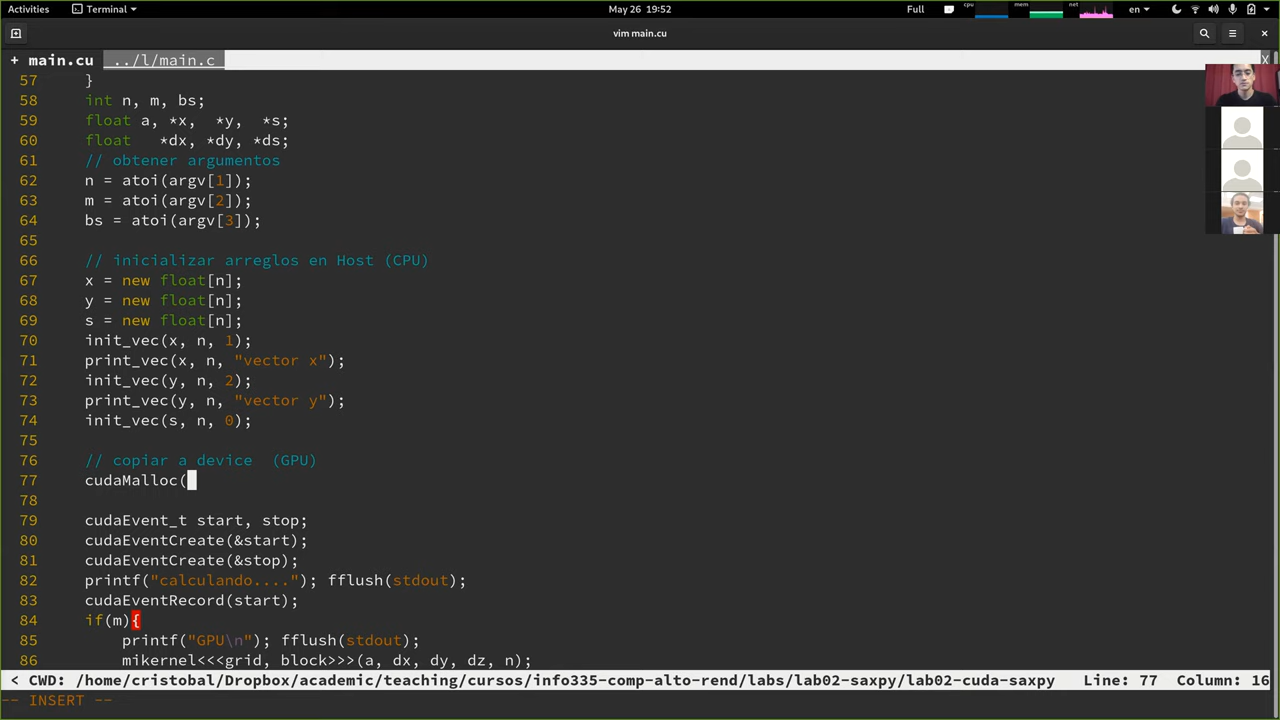 Activities Terminal May 26 19:52 Full cpu mem net en
vim main.cu
+ main.cu ../l/main.c X
57 }
58 int n, m, bs;
59 float a, *x, *y, *s;
60 float *dx, *dy, *ds;
61 // obtener argumentos
62 n = atoi(argv[1]);
63 m = atoi(argv[2]);
64 bs = atoi(argv[3]);
65
66 // inicializar arreglos en Host (CPU)
67 x = new float[n];
68 y = new float[n];
69 s = new float[n];
70 init_vec(x, n, 1);
71 print_vec(x, n, "vector x");
72 init_vec(y, n, 2);
73 print_vec(y, n, "vector y");
74 init_vec(s, n, 0);
75
76 // copiar a device (GPU)
77 cudaMalloc(
78
79 cudaEvent_t start, stop;
80 cudaEventCreate(&start);
81 cudaEventCreate(&stop);
82 printf("calculando...."); fflush(stdout);
83 cudaEventRecord(start);
84 if(m){
85 printf("GPU\n"); fflush(stdout);
86 mikernel<<<grid, block>>>(a, dx, dy, dz, n);
< CWD: /home/cristobal/Dropbox/academic/teaching/cursos/info335-comp-alto-rend/labs/lab02-saxpy/lab02-cuda-saxpy Line: 77 Column: 16
-- INSERT --